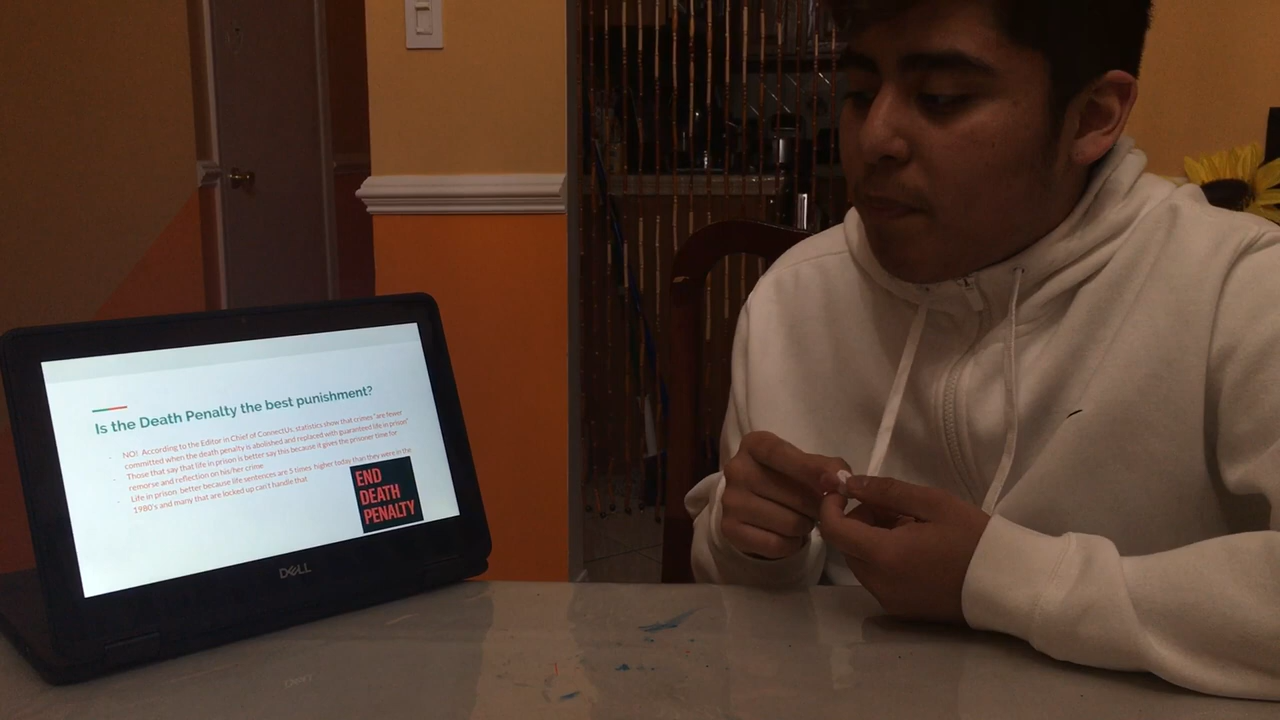 Is the Death Penalty the best punishment?
- NO! According to the Editor in Chief of ConnectUs, statistics show that crimes "are fewer
committed when the death penalty is abolished and replaced with guaranteed life in prison"
- Those that say that life in prison is better say this because it gives the prisoner time for
remorse and reflection on his/her crime
- Life in prison better because life sentences are 5 times higher today than they were in the
1980's and many that are locked up can't handle that
END
DEATH
PENALTY
DELL